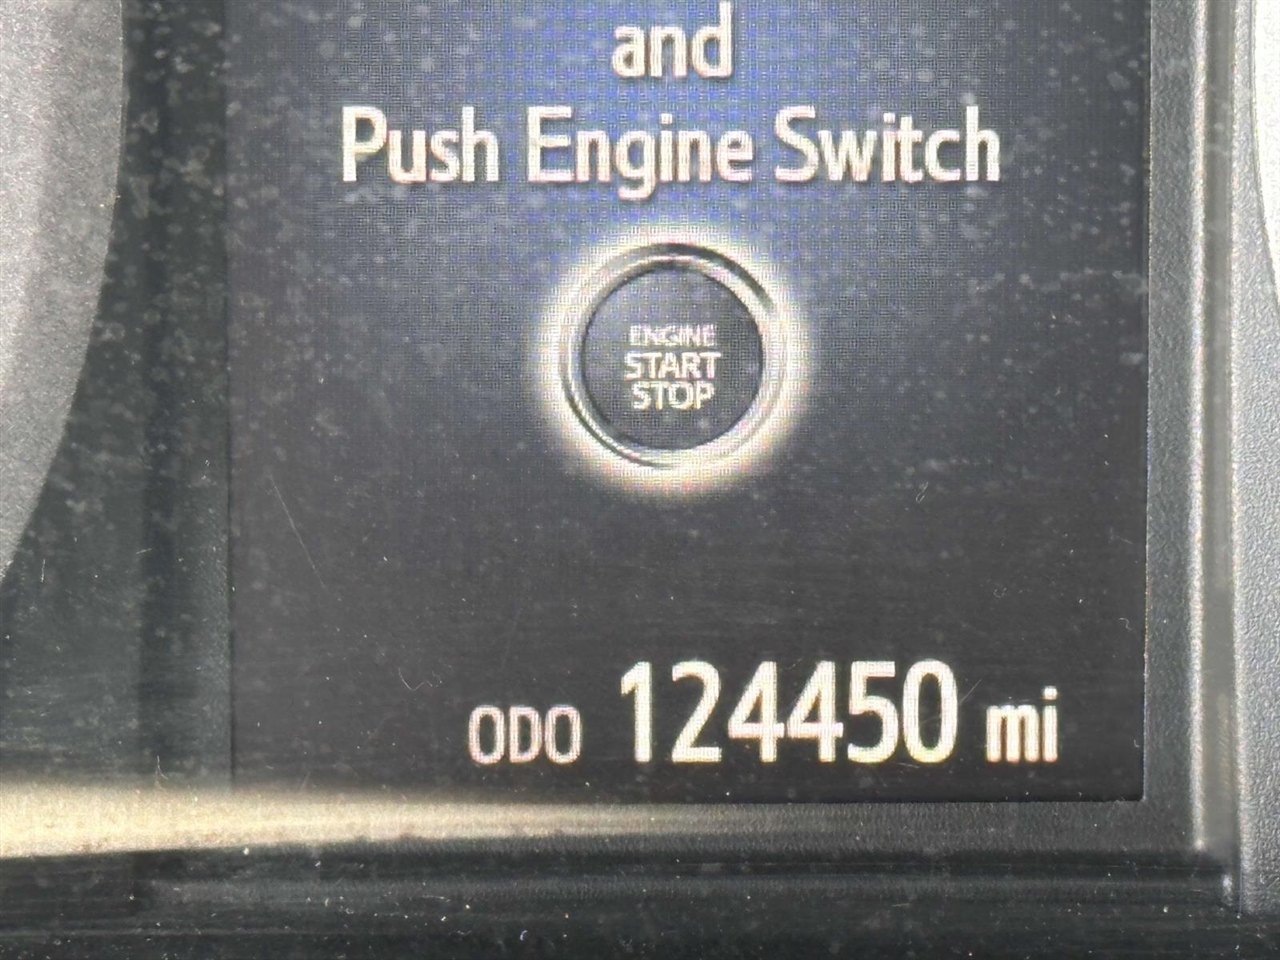 and
Push Engine Switch
ENGINE
START
STOP
ODO 124450 mi